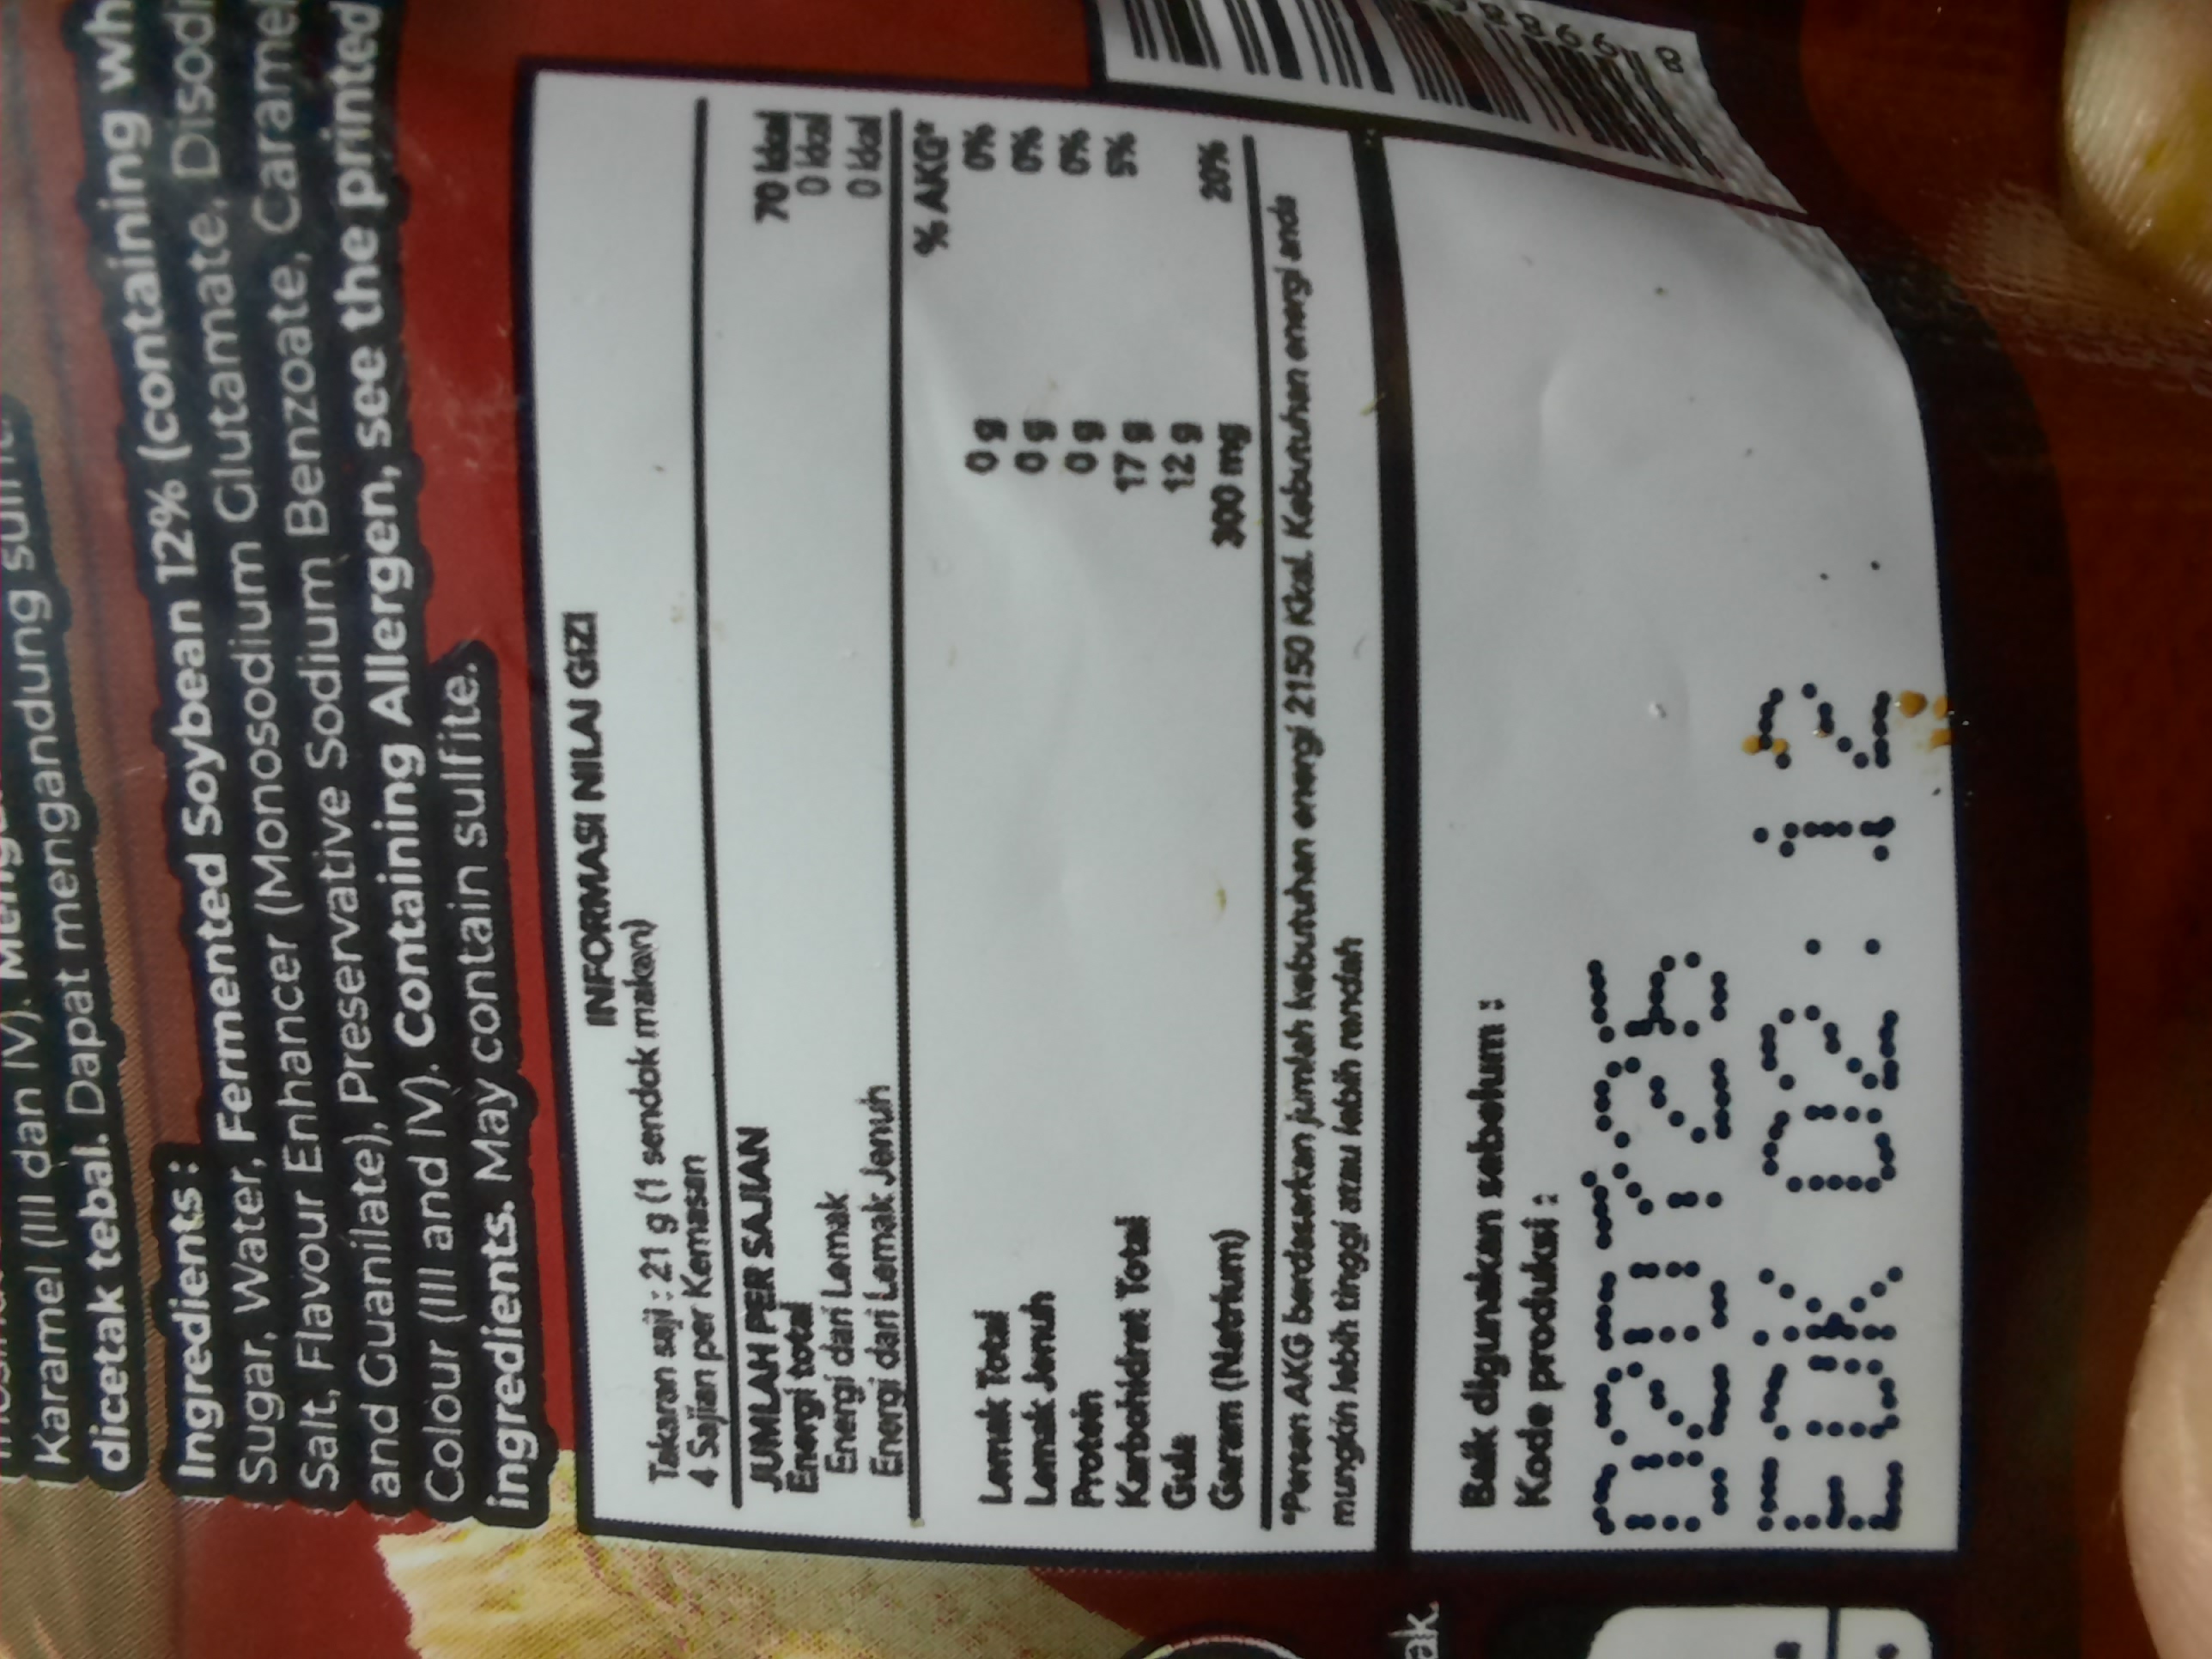 Karamel (III dan IV).
dicetak tebal. Dapat mengandung
Ingredients :
Sugar, Water, Fermented Soybean 12% (containing wh
Salt, Flavour Enhancer (Monosodium Glutamate, Disodi
and Guanilate), Preservative Sodium Benzoate, Caramel
Colour (III and IV). Containing Allergen, see the printed
ingredients. May contain sulfite.
INFORMASI NILAI GIZI
Takaran saji : 21 g (1 sendok makan)
4 Sajian per Kemasan
JUMLAH PER SAJIAN
Energi total 70 kkal
Energi dari Lemak 0 kkal
Energi dari Lemak Jenuh 0 kkal
% AKG*
Lemak Total 0 g 0%
Lemak Jenuh 0 g 0%
Protein 0 g 0%
Karbohidrat Total 17 g 5%
Gula 12 g
Garam (Natrium) 300 mg 20%
*Persen AKG berdasarkan jumlah kebutuhan energi 2150 Kkal. Kebutuhan energi anda
mungkin lebih tinggi atau lebih rendah
ak.
Baik digunakan sebelum :
Kode produksi :
020726
EOK 02:12